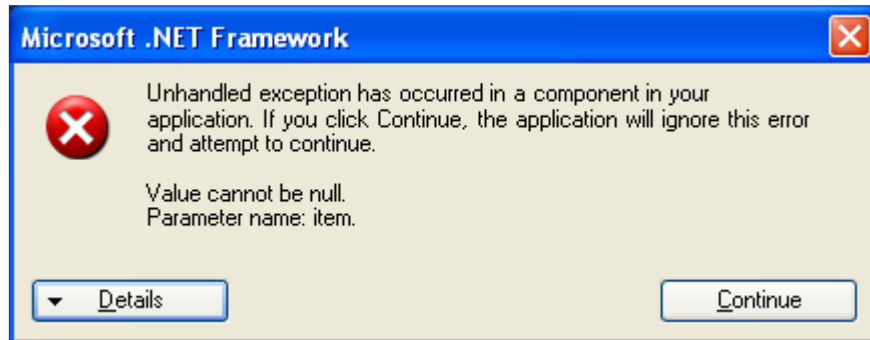 Microsoft .NET Framework
Unhandled exception has occurred in a component in your
application. If you click Continue, the application will ignore this error
and attempt to continue.
Value cannot be null.
Parameter name: item.
Details
Continue